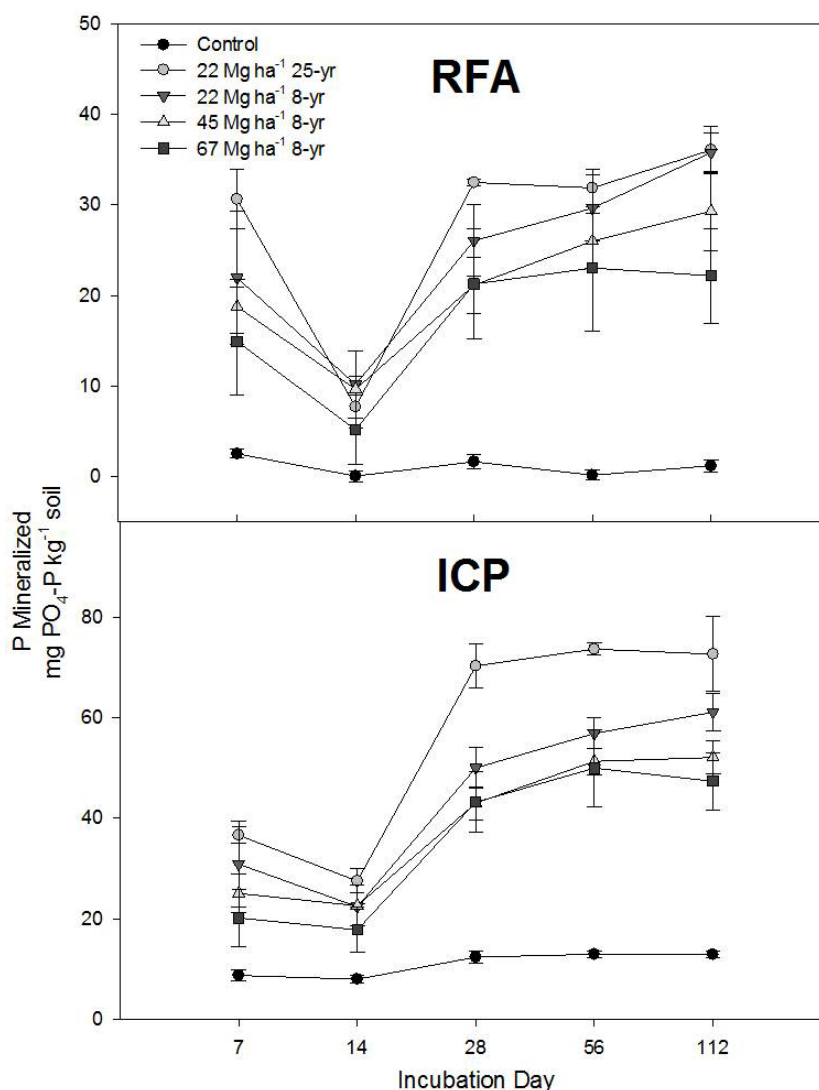 50
Control
22 Mg ha⁻¹ 25-yr
22 Mg ha⁻¹ 8-yr
45 Mg ha⁻¹ 8-yr
67 Mg ha⁻¹ 8-yr
RFA
40
30
20
10
0
P Mineralized
mg PO₄-P kg⁻¹ soil
ICP
80
60
40
20
0
7 14 28 56 112
Incubation Day